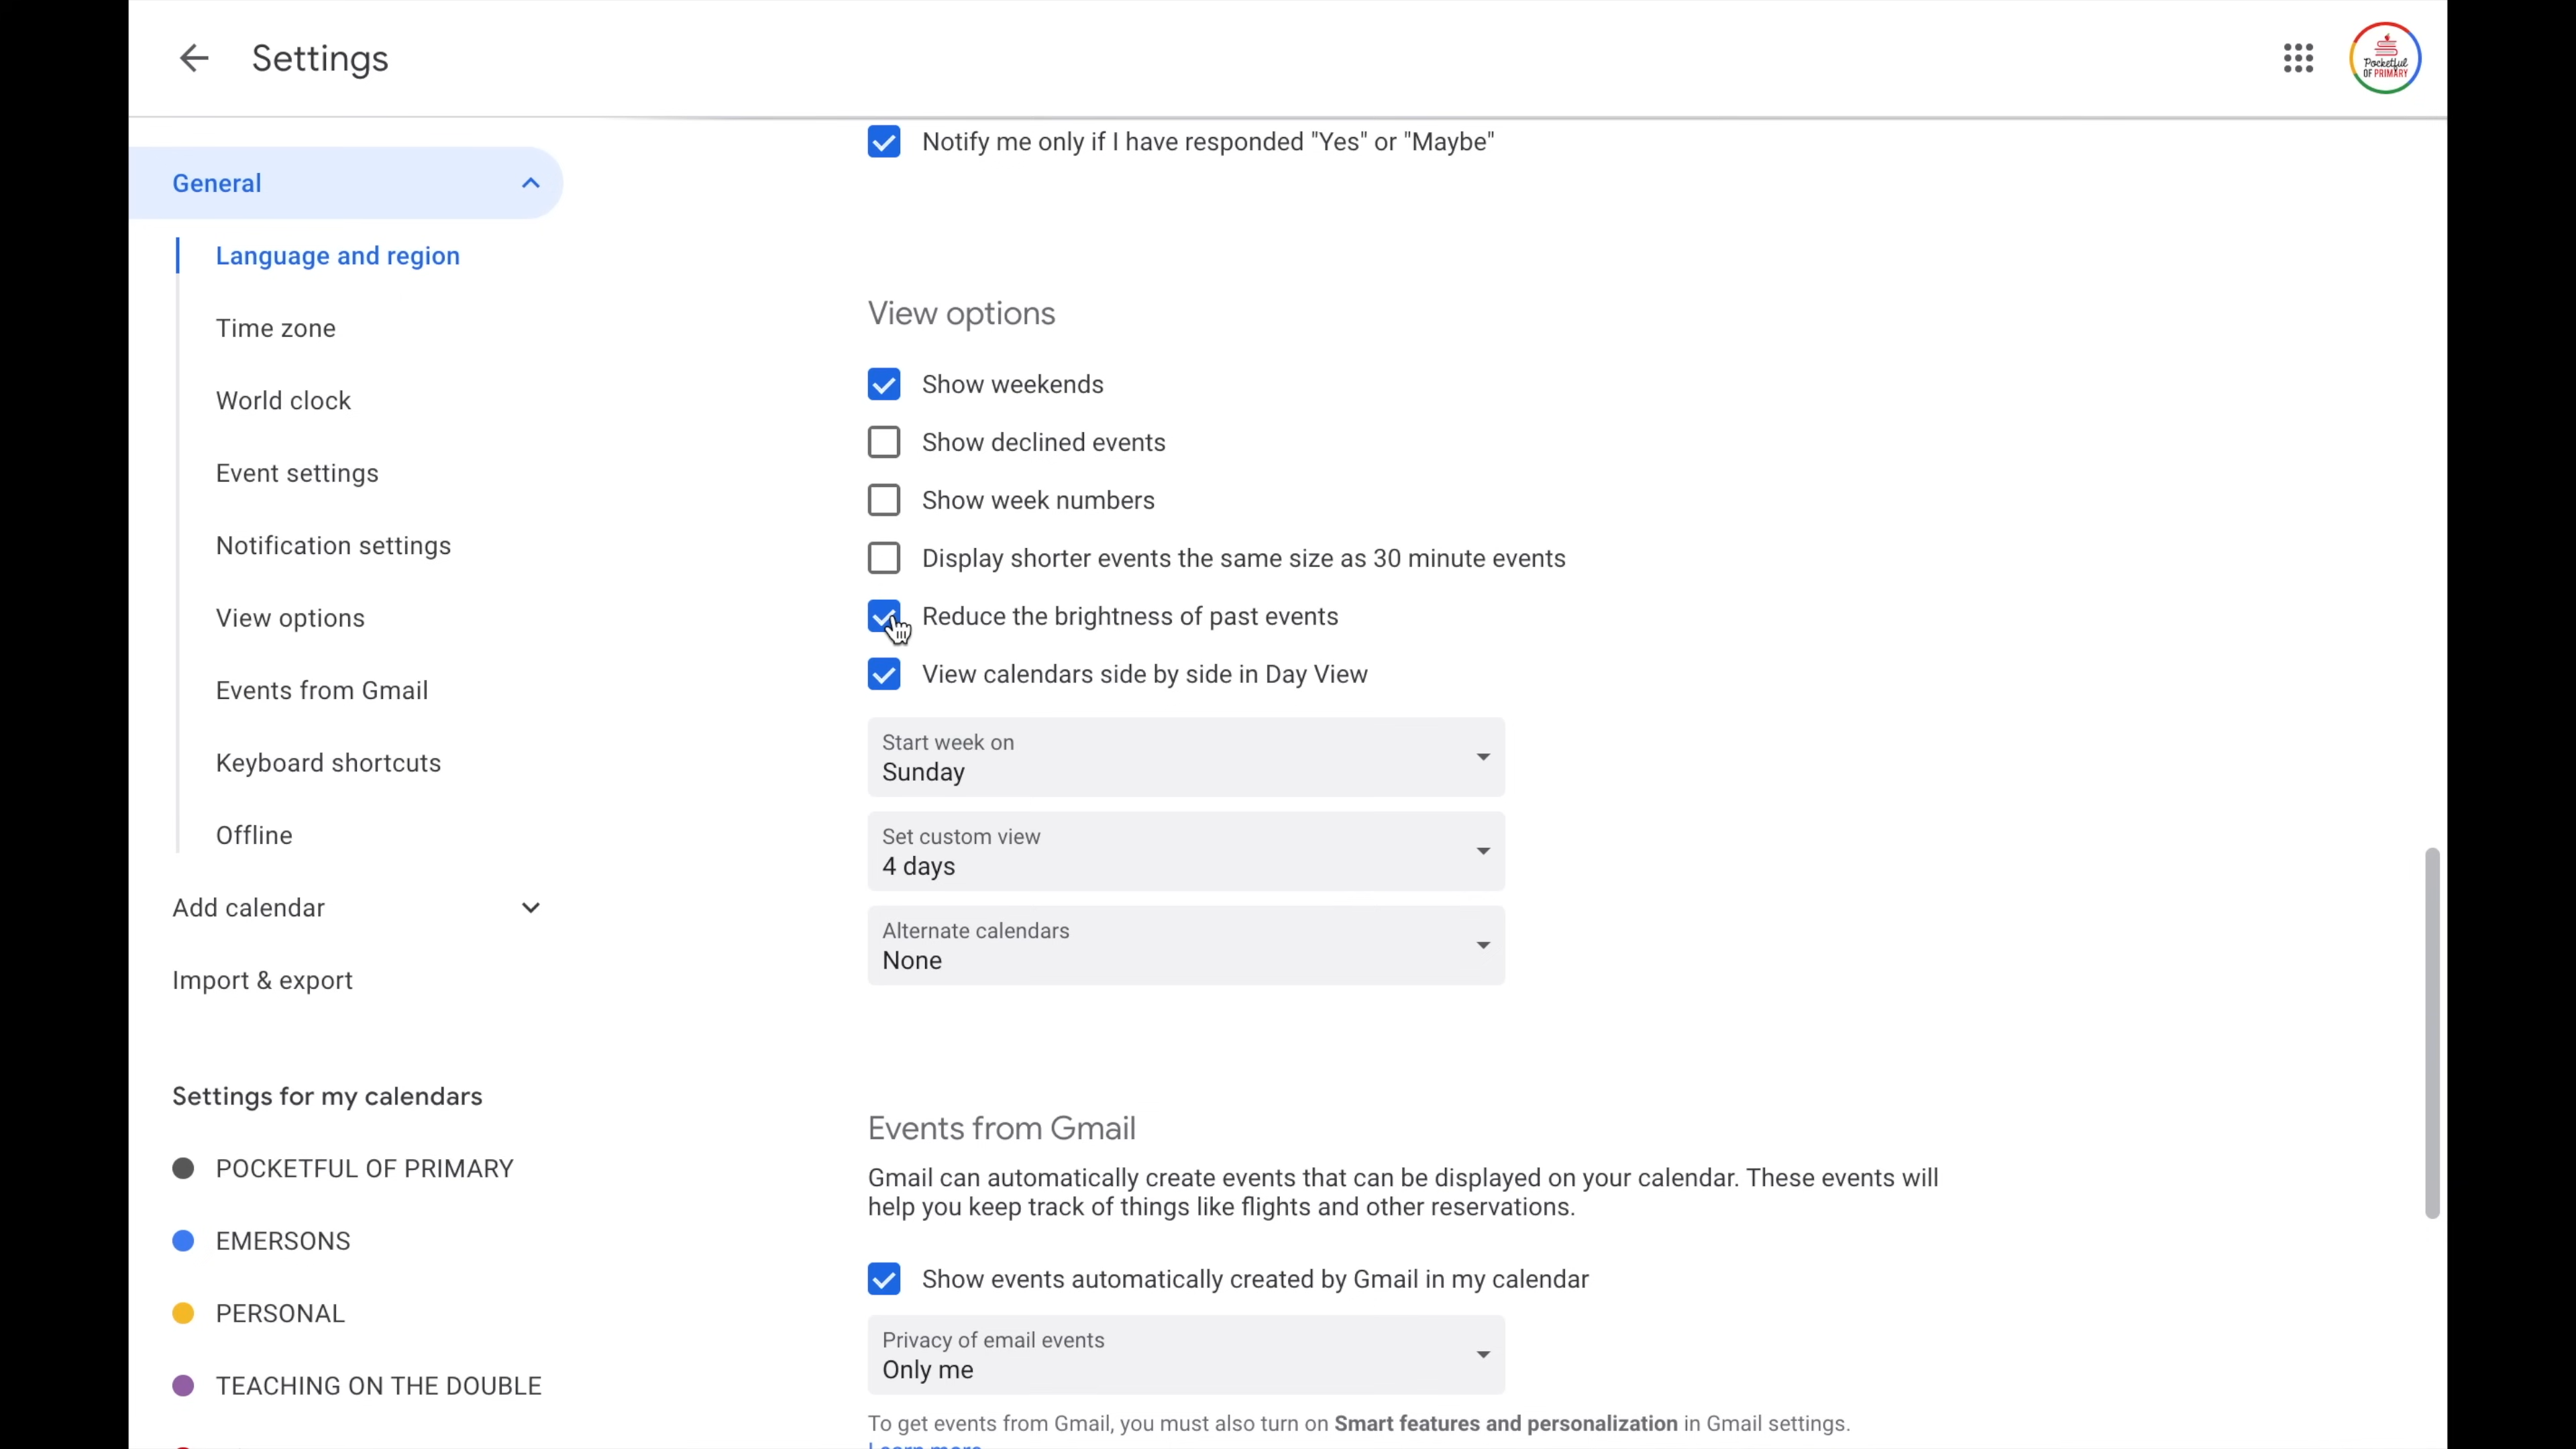 Settings
Pocketful
OF PRIMARY
General
Language and region
Time zone
World clock
Event settings
Notification settings
View options
Events from Gmail
Keyboard shortcuts
Offline
Add calendar
Import & export
Settings for my calendars
POCKETFUL OF PRIMARY
EMERSONS
PERSONAL
TEACHING ON THE DOUBLE
Notify me only if I have responded "Yes" or "Maybe"
View options
Show weekends
Show declined events
Show week numbers
Display shorter events the same size as 30 minute events
Reduce the brightness of past events
View calendars side by side in Day View
Start week on
Sunday
Set custom view
4 days
Alternate calendars
None
Events from Gmail
Gmail can automatically create events that can be displayed on your calendar. These events will
help you keep track of things like flights and other reservations.
Show events automatically created by Gmail in my calendar
Privacy of email events
Only me
To get events from Gmail, you must also turn on Smart features and personalization in Gmail settings.
Learn more